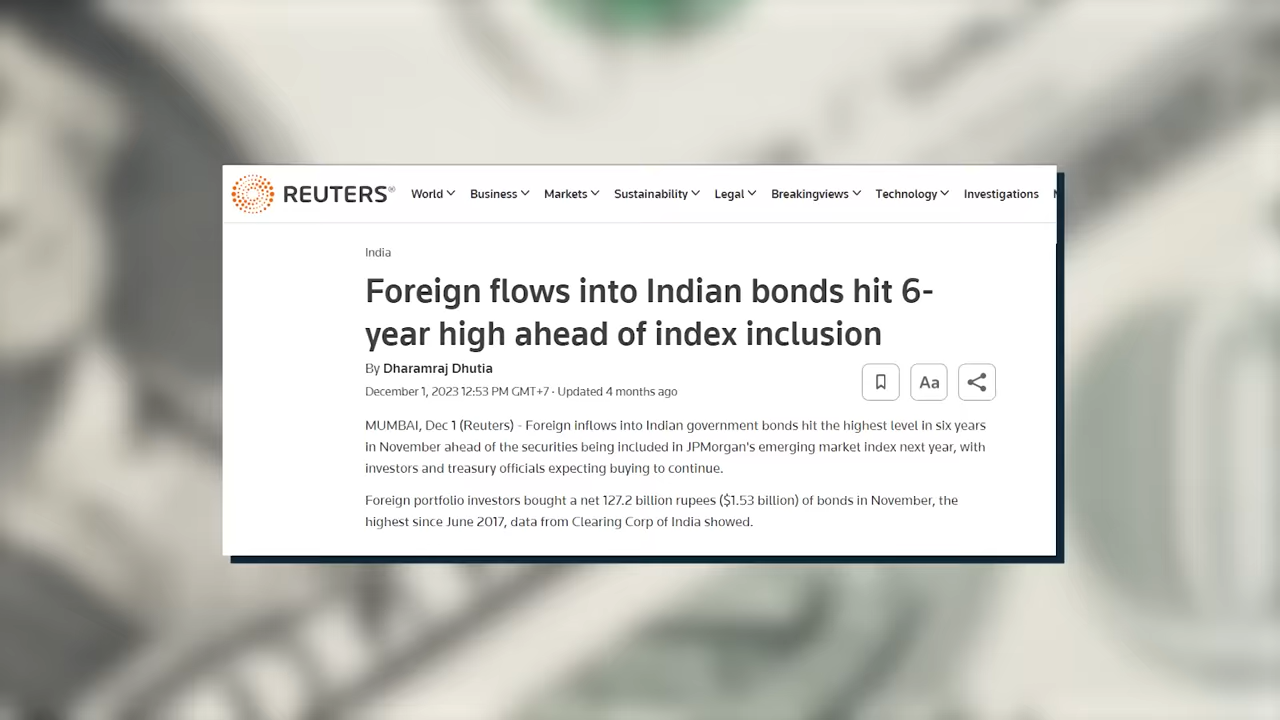 REUTERS® World Business Markets Sustainability Legal Breakingviews Technology Investigations
India
Foreign flows into Indian bonds hit 6-
year high ahead of index inclusion
By Dharamraj Dhutia
December 1, 2023 12:53 PM GMT+7 · Updated 4 months ago
Aa
MUMBAI, Dec 1 (Reuters) - Foreign inflows into Indian government bonds hit the highest level in six years
in November ahead of the securities being included in JPMorgan's emerging market index next year, with
investors and treasury officials expecting buying to continue.
Foreign portfolio investors bought a net 127.2 billion rupees ($1.53 billion) of bonds in November, the
highest since June 2017, data from Clearing Corp of India showed.